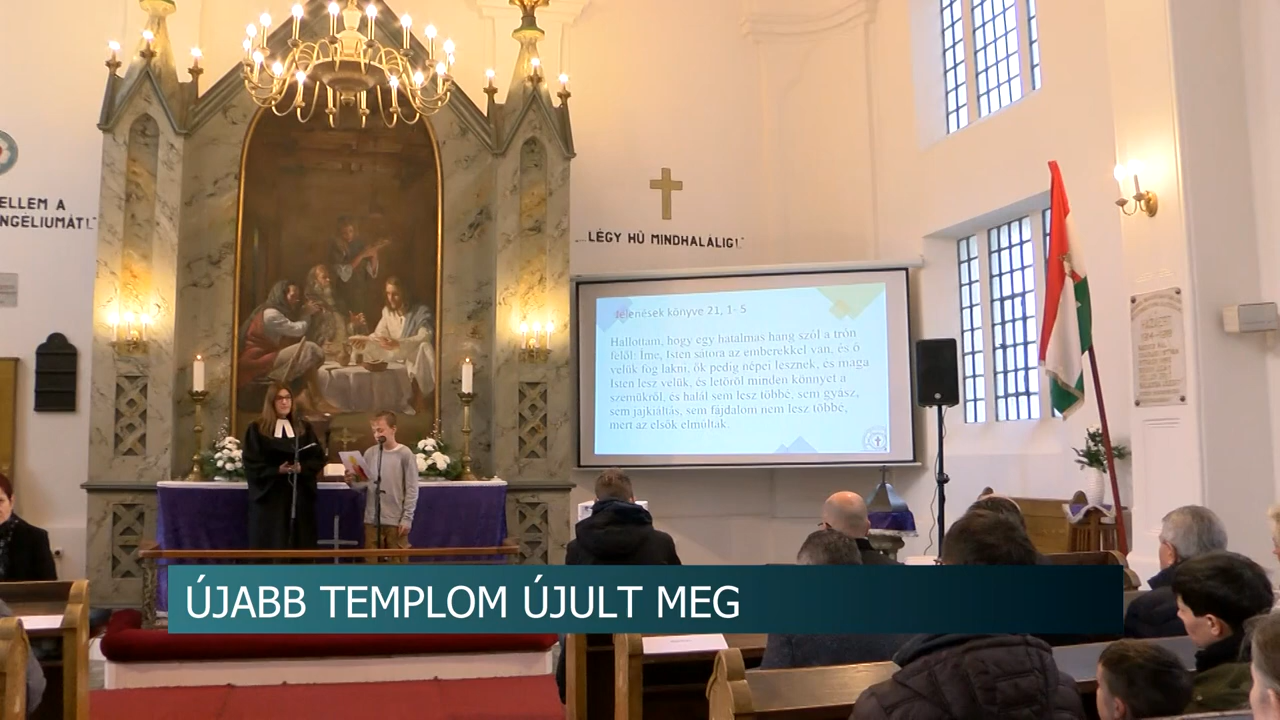 ELLEM A
NGÉLIUMÁT!"
LÉGY HŰ MINDHALÁLIG!"
Jelenések könyve 21, 1- 5
Hallottam, hogy egy hatalmas hang szól a trón
felől: Íme, Isten sátora az emberekkel van, és ő
velük fog lakni, ők pedig népei lesznek, és maga
Isten lesz velük, és letöröl minden könnyet a
szemükről, és halál sem lesz többé, sem gyász,
sem jajkiáltás, sem fájdalom nem lesz többé,
mert az elsők elmúltak.
ÚJABB TEMPLOM ÚJULT MEG